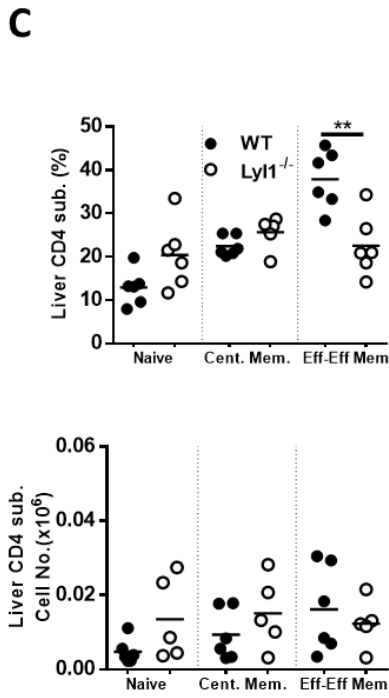 C
50
40
30
20
10
0
Liver CD4 sub. (%)
WT
Lyl1-/-
**
Naive Cent. Mem. Eff-Eff Mem
0.06
0.04
0.02
0.00
Liver CD4 sub.
Cell No.(x10⁶)
Naive Cent. Mem. Eff-Eff Mem